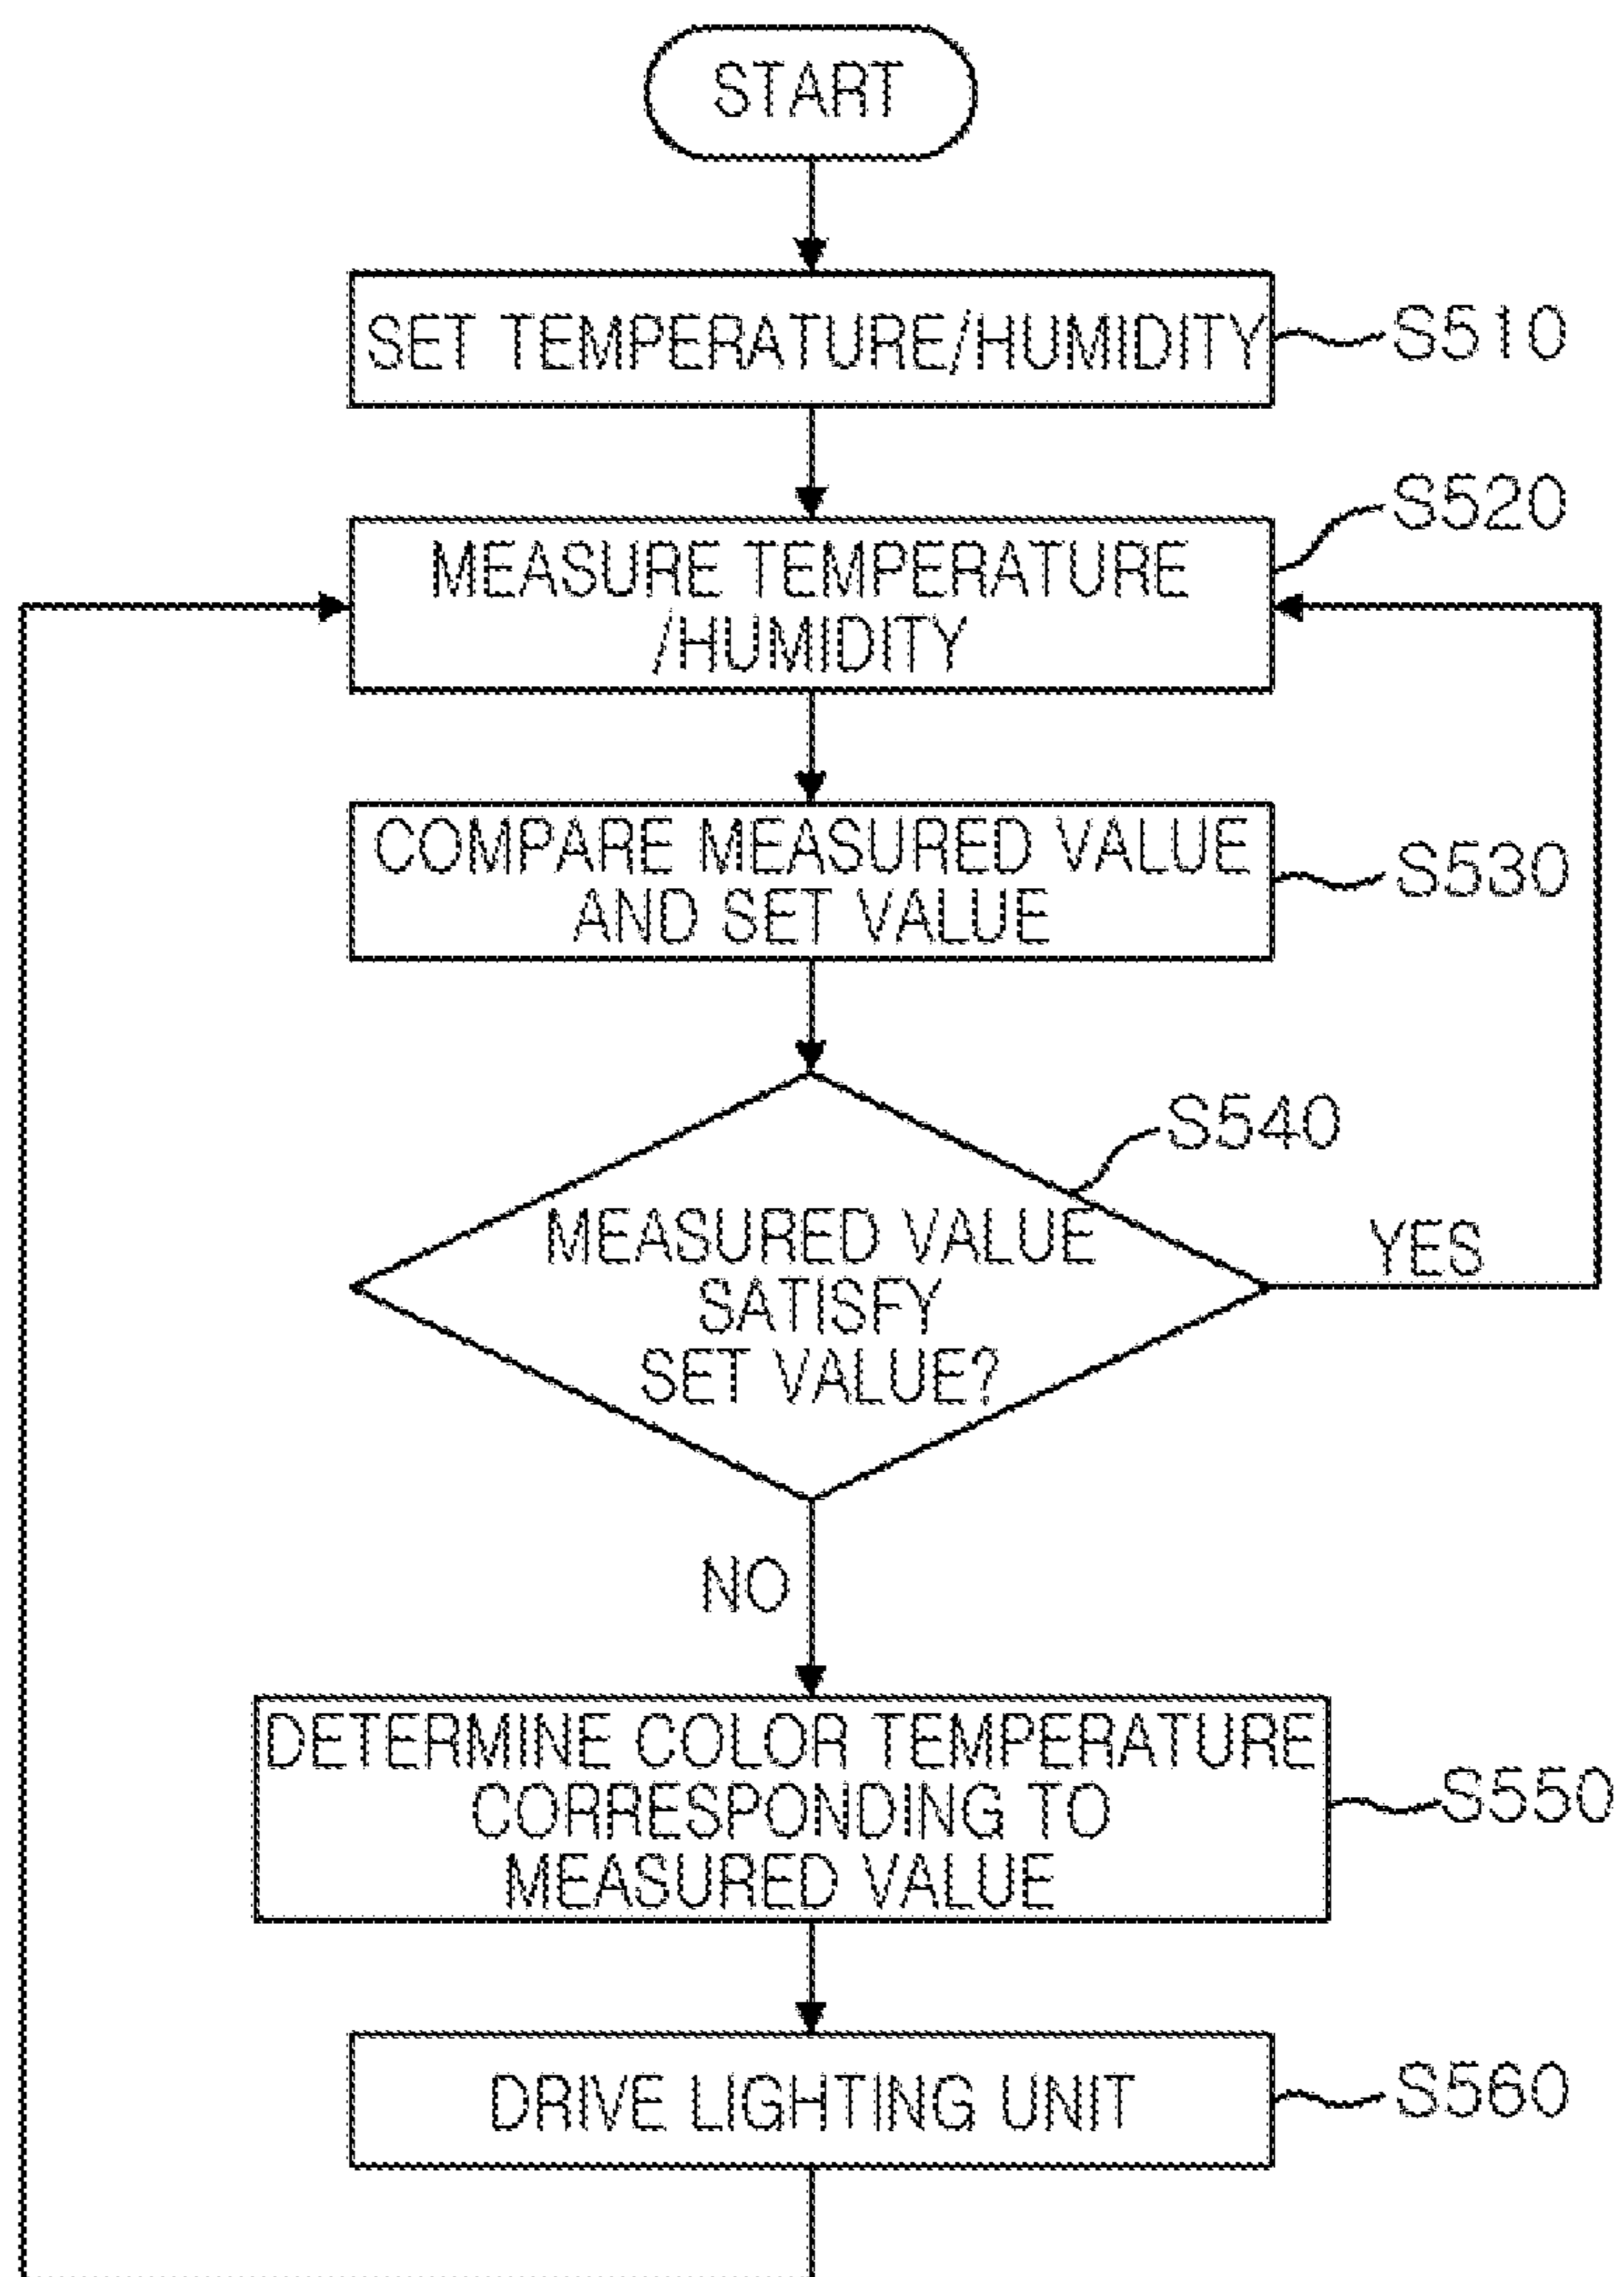 START
SET TEMPERATURE/HUMIDITY
S510
S520
MEASURE TEMPERATURE
/HUMIDITY
COMPARE MEASURED VALUE
AND SET VALUE
S530
S540
MEASURED VALUE
SATISFY
SET VALUE?
YES
NO
DETERMINE COLOR TEMPERATURE
CORRESPONDING TO
MEASURED VALUE
S550
DRIVE LIGHTING UNIT
S560